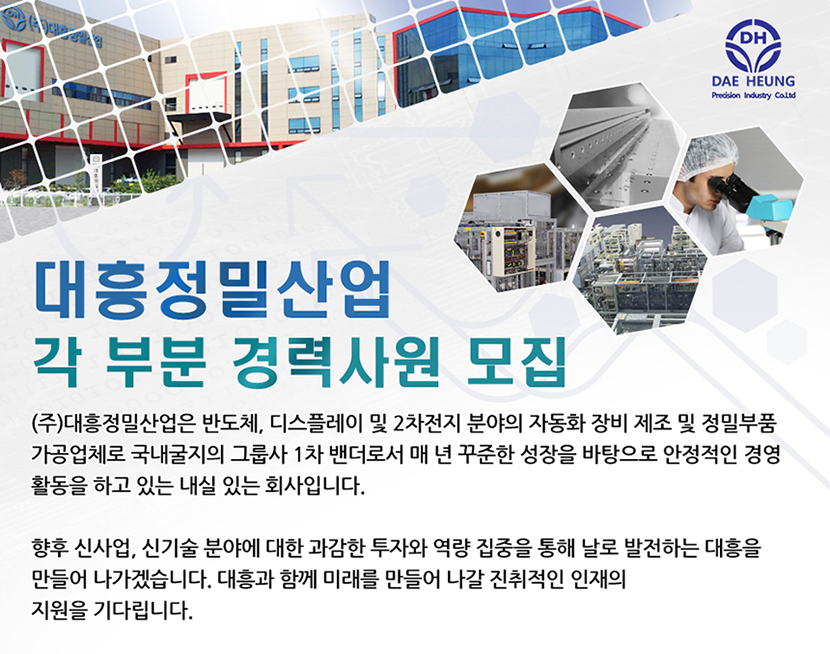 (주)대흥정밀산업
DH
DAE HEUNG
Precision Industry Co.Ltd
대흥정밀산업
각 부분 경력사원 모집
(주)대흥정밀산업은 반도체, 디스플레이 및 2차전지 분야의 자동화 장비 제조 및 정밀부품
가공업체로 국내굴지의 그룹사 1차 밴더로서 매 년 꾸준한 성장을 바탕으로 안정적인 경영
활동을 하고 있는 내실 있는 회사입니다.
향후 신사업, 신기술 분야에 대한 과감한 투자와 역량 집중을 통해 날로 발전하는 대흥을
만들어 나가겠습니다. 대흥과 함께 미래를 만들어 나갈 진취적인 인재의
지원을 기다립니다.